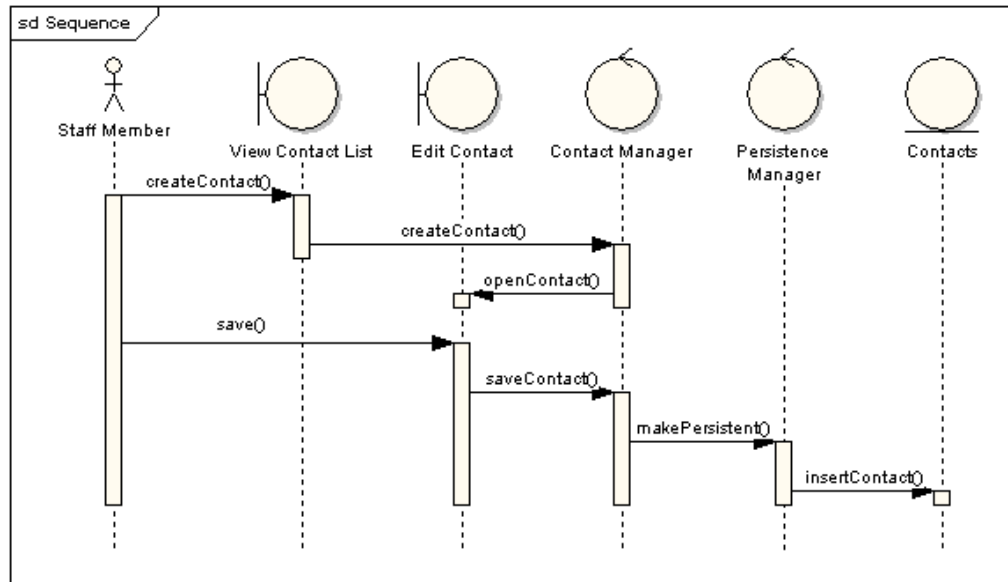 sd Sequence
Staff Member
View Contact List
Edit Contact
Contact Manager
Persistence
Manager
Contacts
createContact()
createContact()
openContact()
save()
saveContact()
makePersistent()
insertContact()